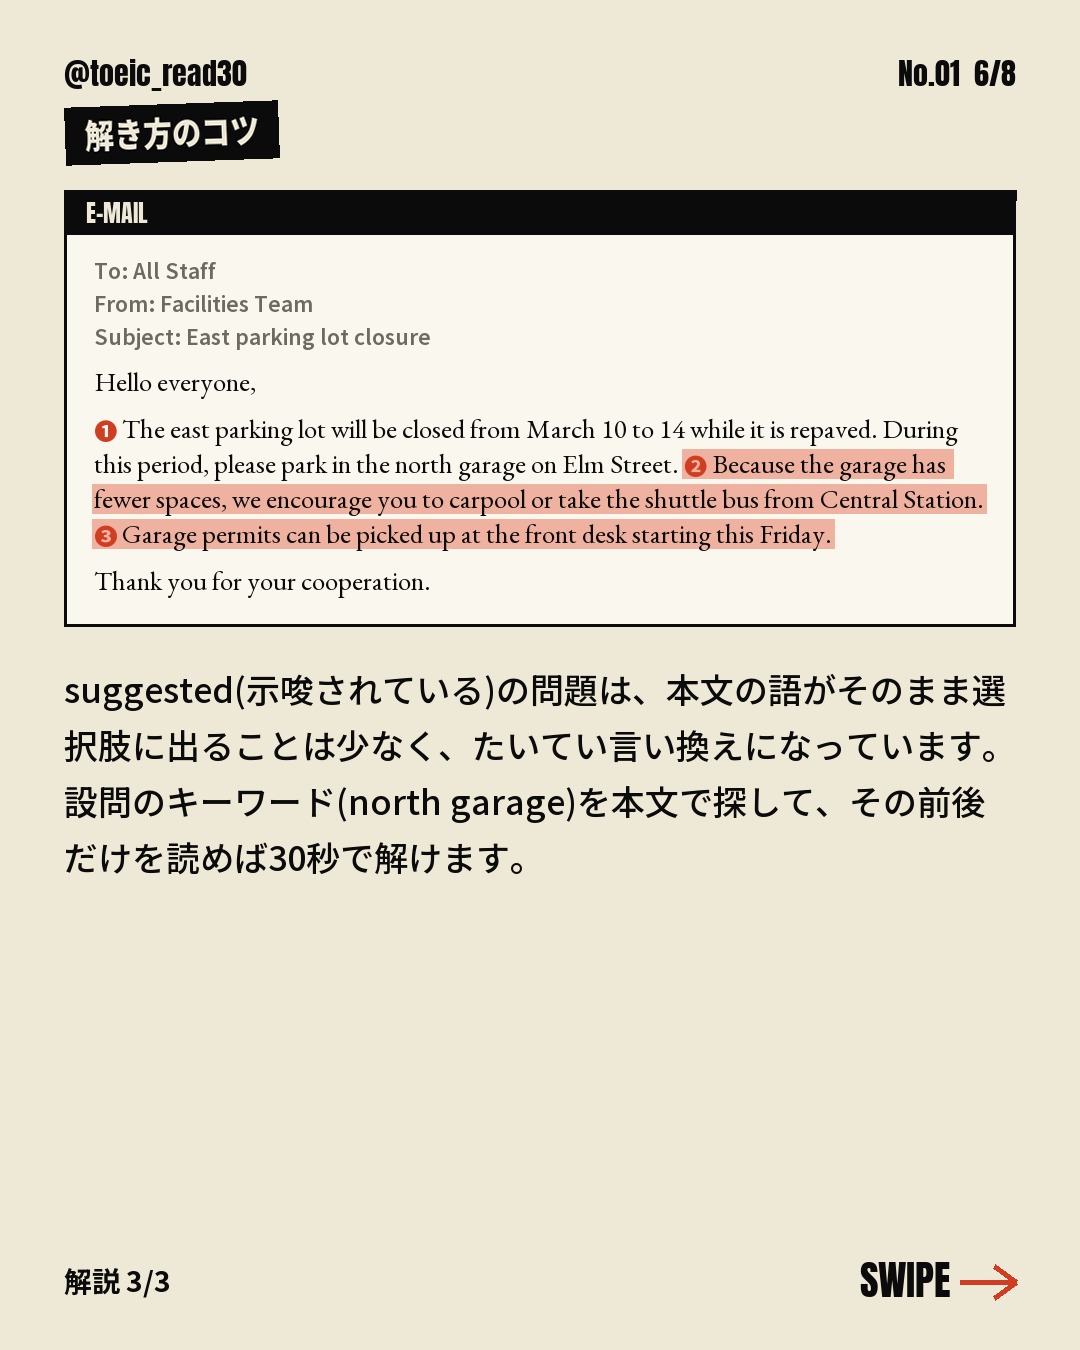 @toeic_read30
No.01 6/8
解き方のコツ
E-MAIL
To: All Staff
From: Facilities Team
Subject: East parking lot closure
Hello everyone,
❶ The east parking lot will be closed from March 10 to 14 while it is repaved. During
this period, please park in the north garage on Elm Street. ❷ Because the garage has
fewer spaces, we encourage you to carpool or take the shuttle bus from Central Station.
❸ Garage permits can be picked up at the front desk starting this Friday.
Thank you for your cooperation.
suggested(示唆されている)の問題は、本文の語がそのまま選
択肢に出ることは少なく、たいてい言い換えになっています。
設問のキーワード(north garage)を本文で探して、その前後
だけを読めば30秒で解けます。
解説 3/3
SWIPE →